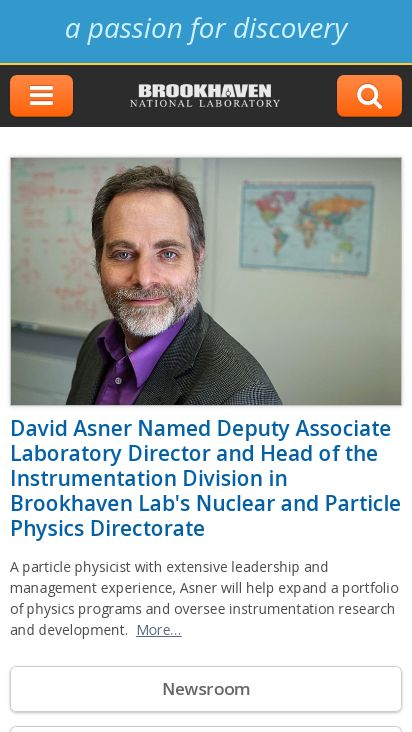 a passion for discovery
BROOKHAVEN
NATIONAL LABORATORY
David Asner Named Deputy Associate
Laboratory Director and Head of the
Instrumentation Division in
Brookhaven Lab's Nuclear and Particle
Physics Directorate
A particle physicist with extensive leadership and
management experience, Asner will help expand a portfolio
of physics programs and oversee instrumentation research
and development.  More...
Newsroom